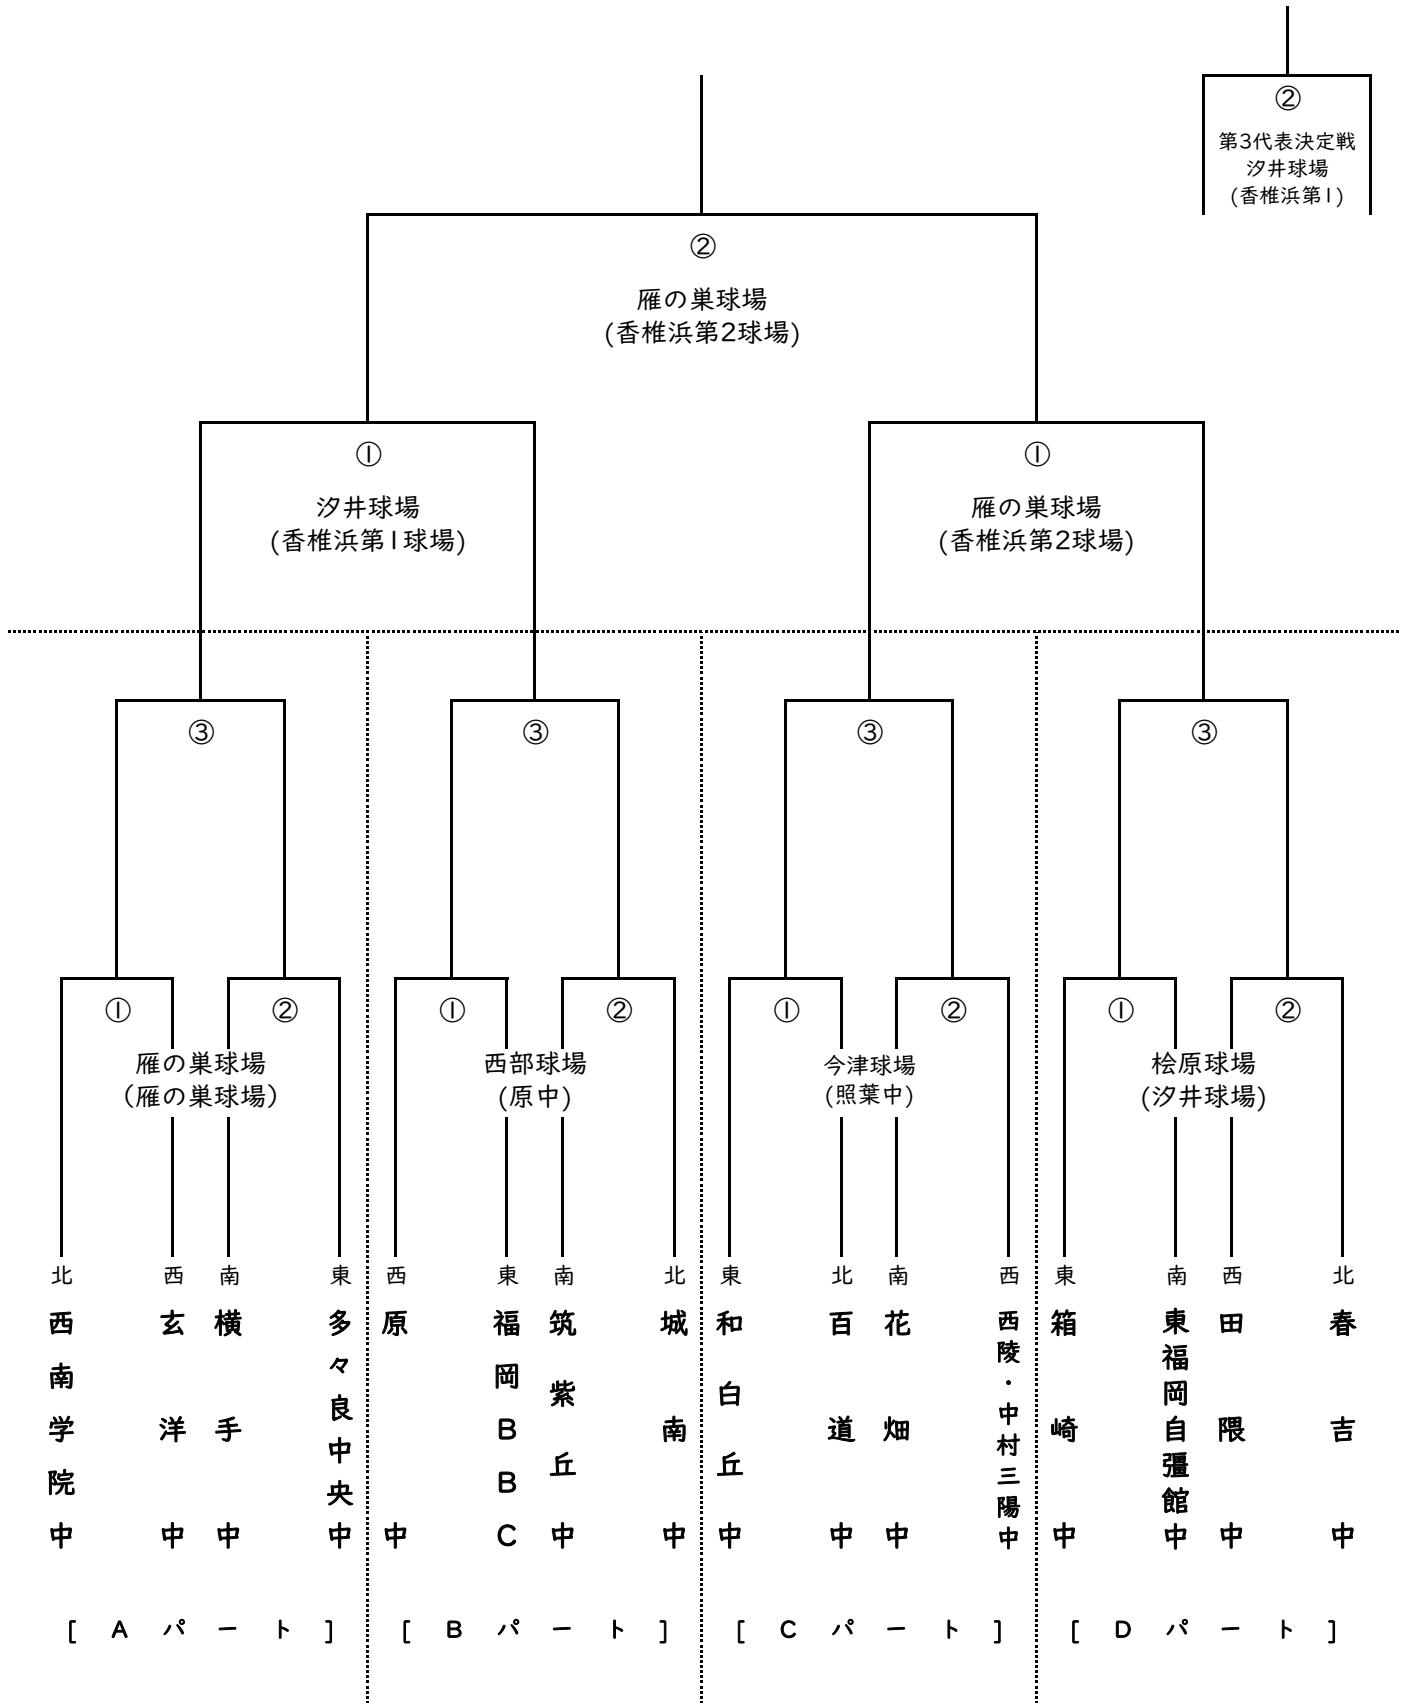 ②
第3代表決定戦
汐井球場
(香椎浜第1)
②
雁の巣球場
(香椎浜第2球場)
①
汐井球場
(香椎浜第1球場)
①
雁の巣球場
(香椎浜第2球場)
③
③
③
③
①
②
雁の巣球場
(雁の巣球場)
①
②
西部球場
(原中)
①
②
今津球場
(照葉中)
①
②
桧原球場
(汐井球場)
北
西南学院中
西
玄洋中
南
横手中
東
多々良中央中
西
原中
東
福岡BBC
南
筑紫丘中
北
城南中
東
和白丘中
北
百道中
南
花畑中
西
西陵・中村三陽中
東
箱崎中
南
東福岡自彊館中
西
田隈中
北
春吉中
[Aパート]
[Bパート]
[Cパート]
[Dパート]